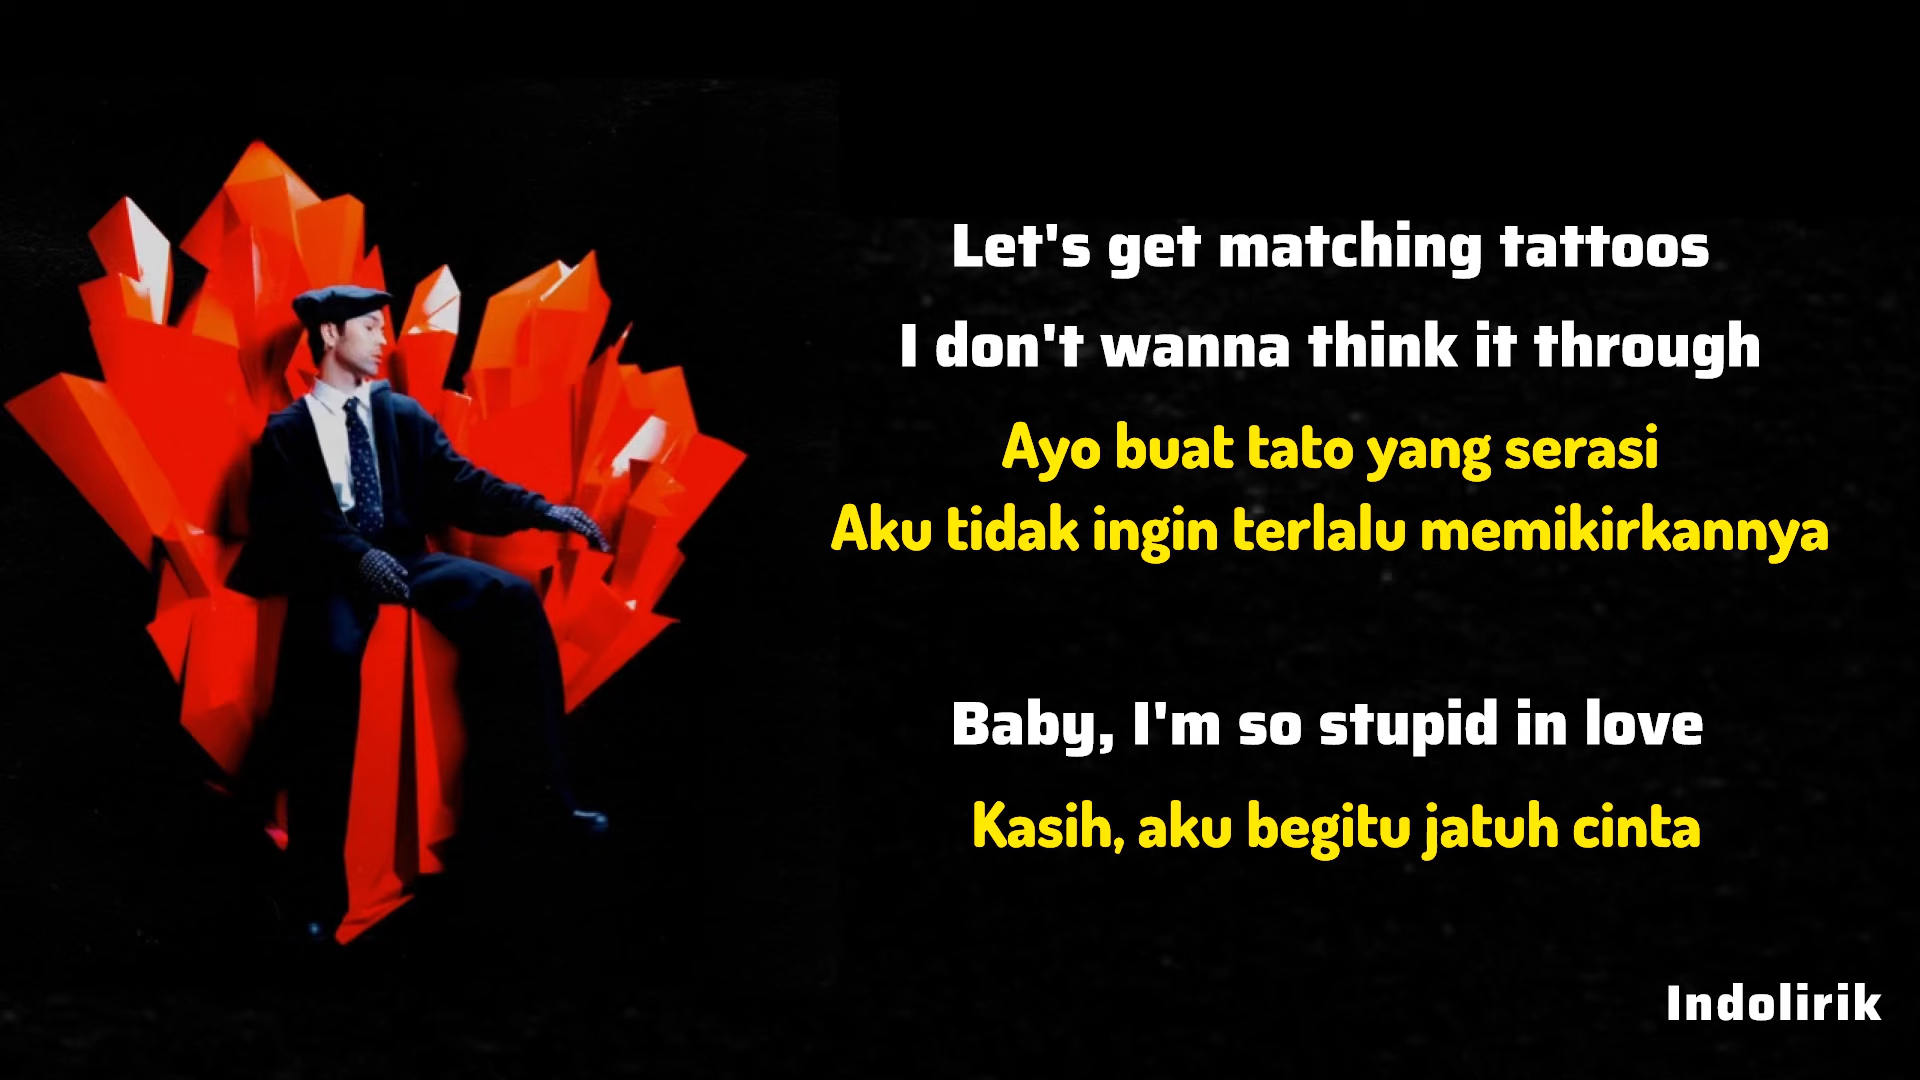 Let's get matching tattoos
I don't wanna think it through
Ayo buat tato yang serasi
Aku tidak ingin terlalu memikirkannya
Baby, I'm so stupid in love
Kasih, aku begitu jatuh cinta
Indolirik